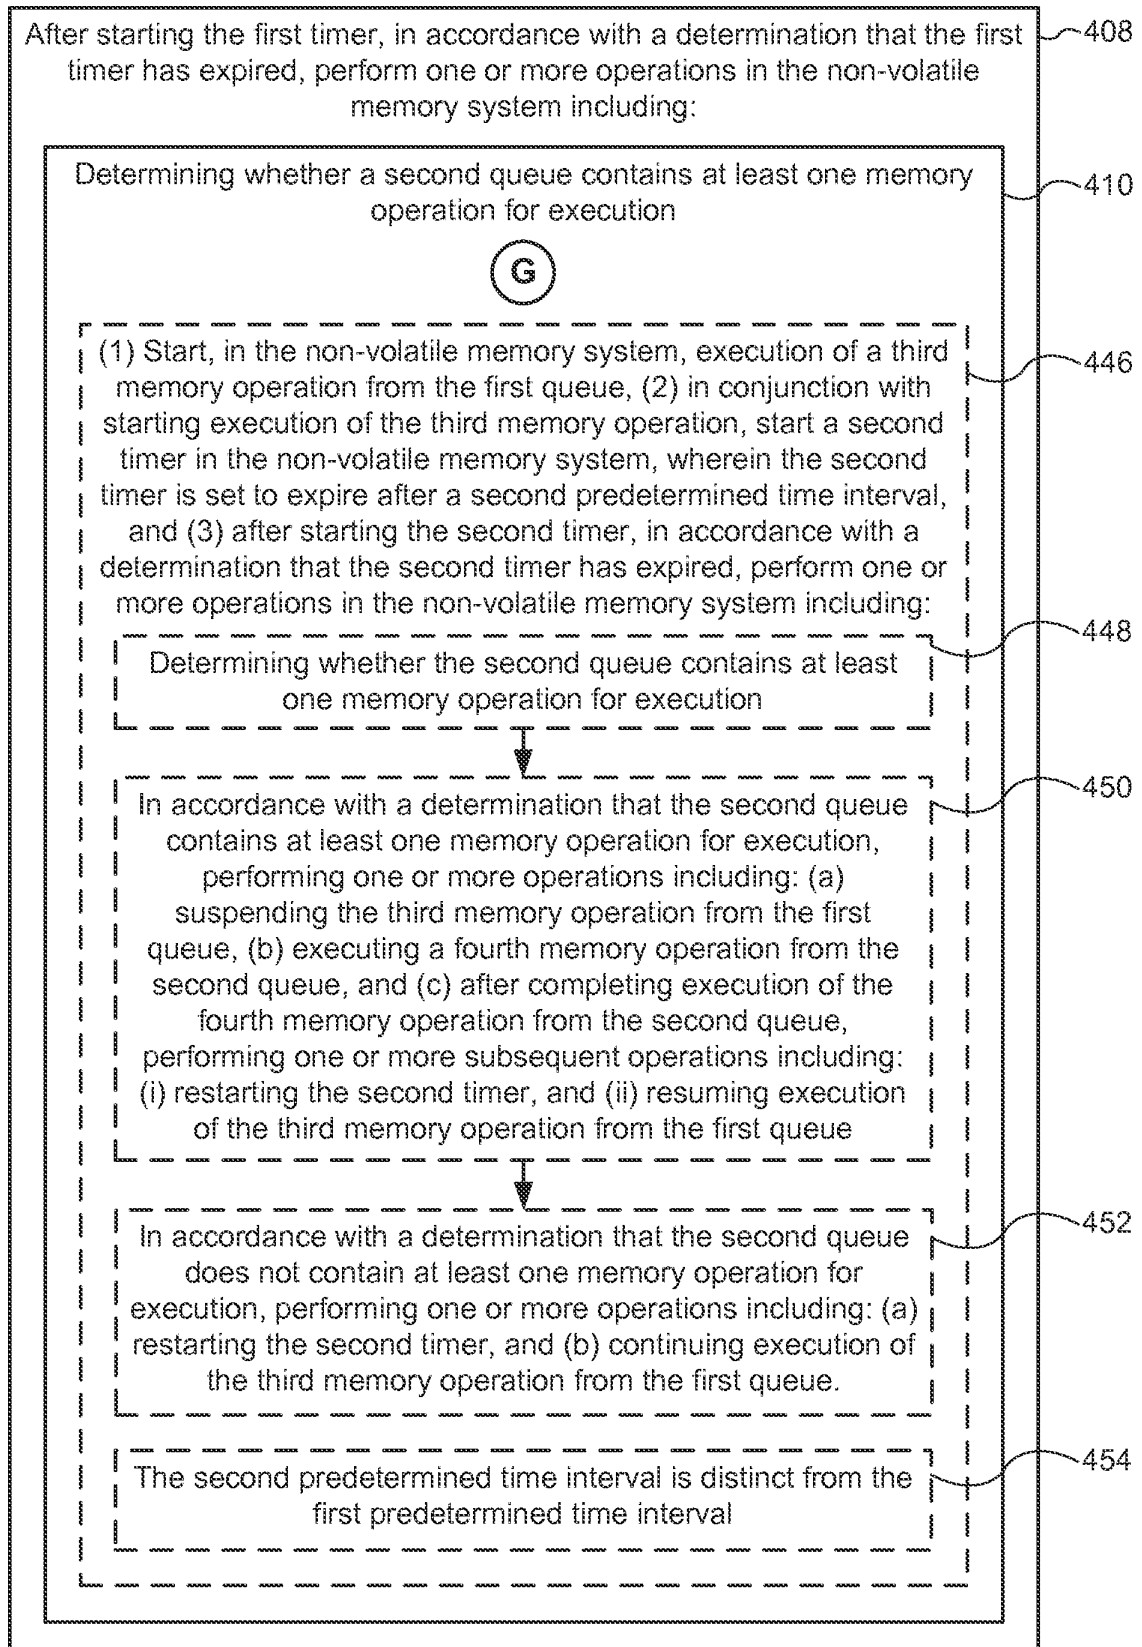 After starting the first timer, in accordance with a determination that the first
timer has expired, perform one or more operations in the non-volatile
memory system including:
408
Determining whether a second queue contains at least one memory
operation for execution
410
G
(1) Start, in the non-volatile memory system, execution of a third
memory operation from the first queue, (2) in conjunction with
starting execution of the third memory operation, start a second
timer in the non-volatile memory system, wherein the second
timer is set to expire after a second predetermined time interval,
and (3) after starting the second timer, in accordance with a
determination that the second timer has expired, perform one or
more operations in the non-volatile memory system including:
446
Determining whether the second queue contains at least
one memory operation for execution
448
In accordance with a determination that the second queue
contains at least one memory operation for execution,
performing one or more operations including: (a)
suspending the third memory operation from the first
queue, (b) executing a fourth memory operation from the
second queue, and (c) after completing execution of the
fourth memory operation from the second queue,
performing one or more subsequent operations including:
(i) restarting the second timer, and (ii) resuming execution
of the third memory operation from the first queue
450
In accordance with a determination that the second queue
does not contain at least one memory operation for
execution, performing one or more operations including: (a)
restarting the second timer, and (b) continuing execution of
the third memory operation from the first queue.
452
The second predetermined time interval is distinct from the
first predetermined time interval
454